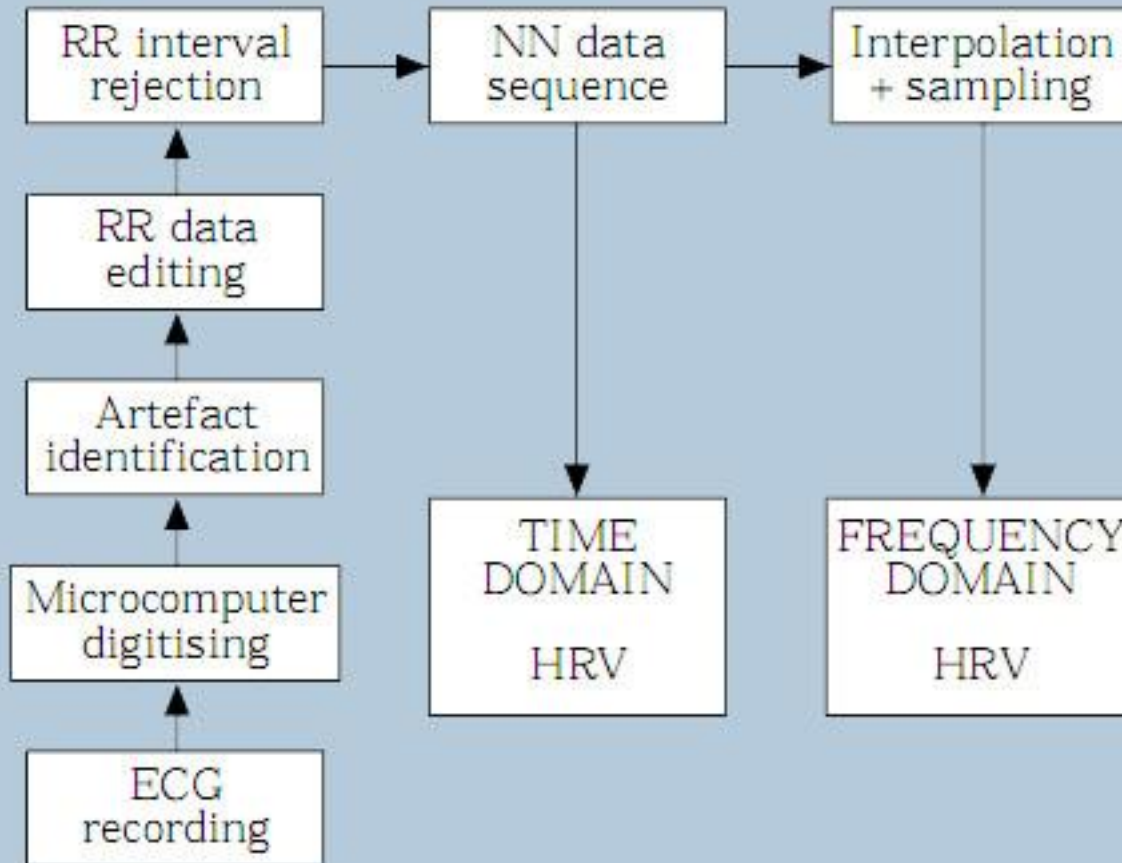 RR interval
rejection
NN data
sequence
Interpolation
+ sampling
RR data
editing
Artefact
identification
TIME
DOMAIN
HRV
FREQUENCY
DOMAIN
HRV
Microcomputer
digitising
ECG
recording